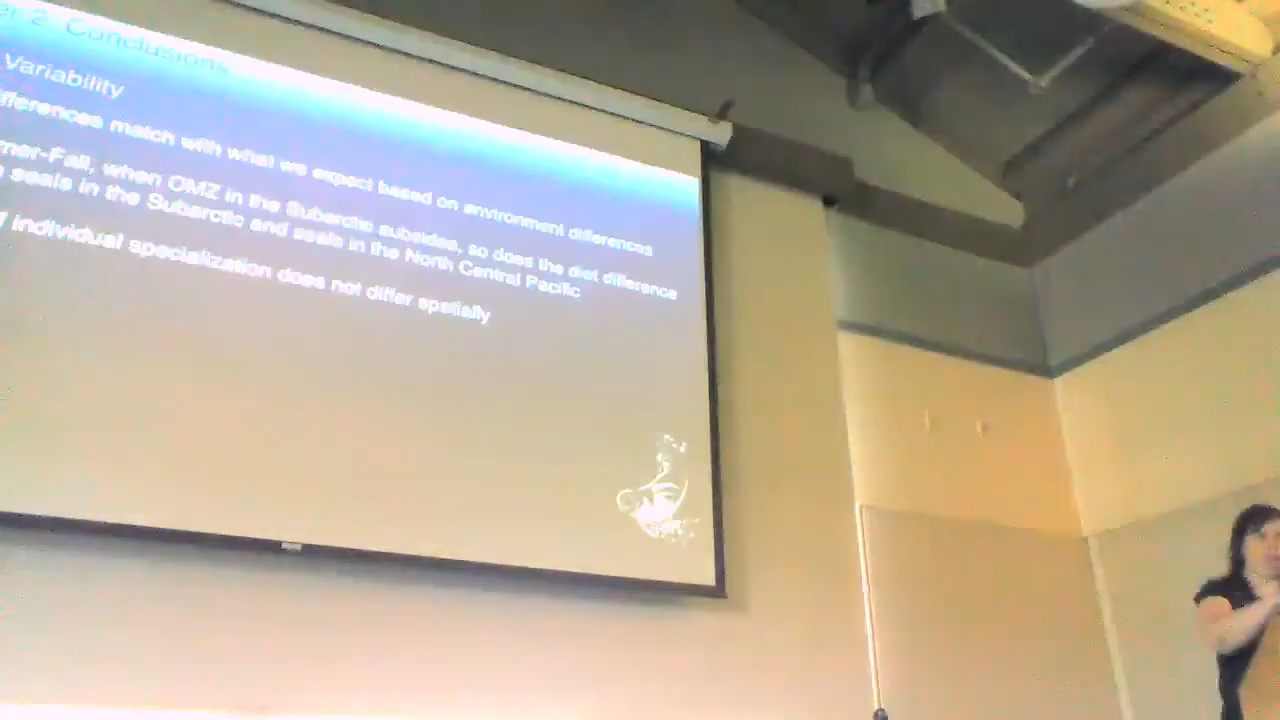 er 2 Conclusions
Variability
ifferences match with what we expect based on environment differences
mer-Fall, when OMZ in the Subarctic subsides, so does the diet difference
seals in the Subarctic and seals in the North Central Pacific
individual specialization does not differ spatially